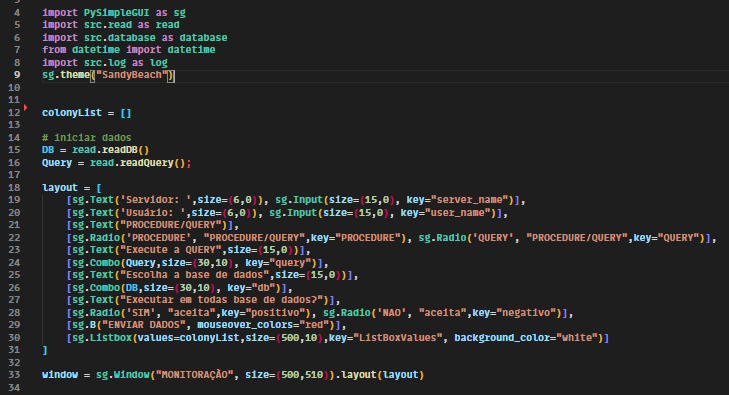 4 import PySimpleGUI as sg
5 import src.read as read
6 import src.database as database
7 from datetime import datetime
8 import src.log as log
9 sg.theme("SandyBeach")
10
11
12 colonyList = []
13
14 # iniciar dados
15 DB = read.readDB()
16 Query = read.readQuery();
17
18 layout = [
19 [sg.Text('Servidor: ',size=(6,0)), sg.Input(size=(15,0), key="server_name")],
20 [sg.Text('Usuário: ',size=(6,0)), sg.Input(size=(15,0), key="user_name")],
21 [sg.Text("PROCEDURE/QUERY")],
22 [sg.Radio('PROCEDURE', "PROCEDURE/QUERY",key="PROCEDURE"), sg.Radio('QUERY', "PROCEDURE/QUERY",key="QUERY")],
23 [sg.Text("Execute a QUERY",size=(15,0))],
24 [sg.Combo(Query,size=(30,10), key="query")],
25 [sg.Text("Escolha a base de dados",size=(15,0))],
26 [sg.Combo(DB,size=(30,10), key="db")],
27 [sg.Text("Executar em todas base de dados?")],
28 [sg.Radio('SIM', "aceita",key="positivo"), sg.Radio('NAO', "aceita",key="negativo")],
29 [sg.B("ENVIAR DADOS", mouseover_colors="red")],
30 [sg.Listbox(values=colonyList,size=(500,10),key="ListBoxValues", background_color="white")]
31 ]
32
33 window = sg.Window("MONITORAÇÃO", size=(500,510)).layout(layout)
34